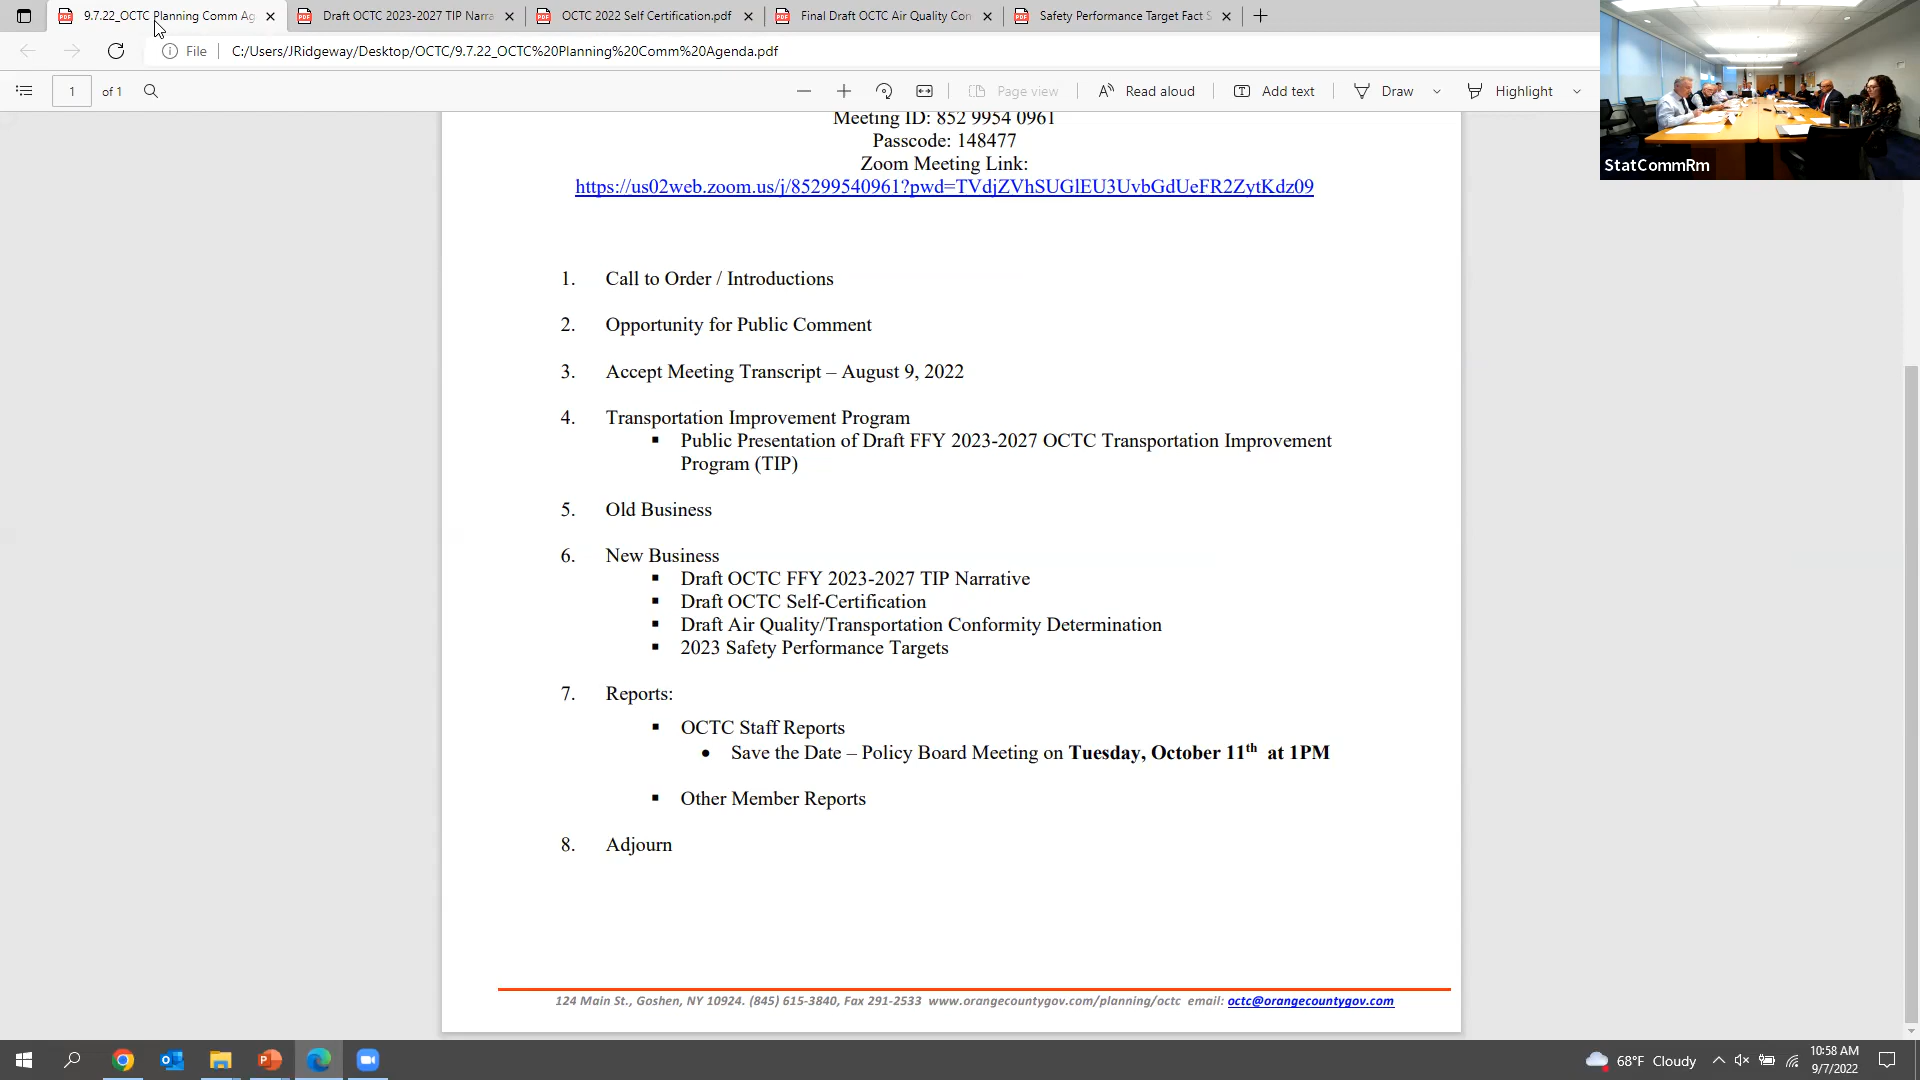 9.7.22_OCTC Planning Comm Ag
Draft OCTC 2023-2027 TIP Narra
OCTC 2022 Self Certification.pdf
Final Draft OCTC Air Quality Con
Safety Performance Target Fact S
File
C:/Users/JRidgeway/Desktop/OCTC/9.7.22_OCTC%20Planning%20Comm%20Agenda.pdf
1 of 1
Page view
Read aloud
Add text
Draw
Highlight
StatCommRm
Meeting ID: 852 9954 0961
Passcode: 148477
Zoom Meeting Link:
https://us02web.zoom.us/j/85299540961?pwd=TVdjZVhSUGlEU3UvbGdUeFR2ZytKdz09
1. Call to Order / Introductions
2. Opportunity for Public Comment
3. Accept Meeting Transcript – August 9, 2022
4. Transportation Improvement Program
▪ Public Presentation of Draft FFY 2023-2027 OCTC Transportation Improvement
Program (TIP)
5. Old Business
6. New Business
▪ Draft OCTC FFY 2023-2027 TIP Narrative
▪ Draft OCTC Self-Certification
▪ Draft Air Quality/Transportation Conformity Determination
▪ 2023 Safety Performance Targets
7. Reports:
▪ OCTC Staff Reports
• Save the Date – Policy Board Meeting on Tuesday, October 11th at 1PM
▪ Other Member Reports
8. Adjourn
124 Main St., Goshen, NY 10924. (845) 615-3840, Fax 291-2533 www.orangecountygov.com/planning/octc email: octc@orangecountygov.com
68°F Cloudy
10:58 AM
9/7/2022